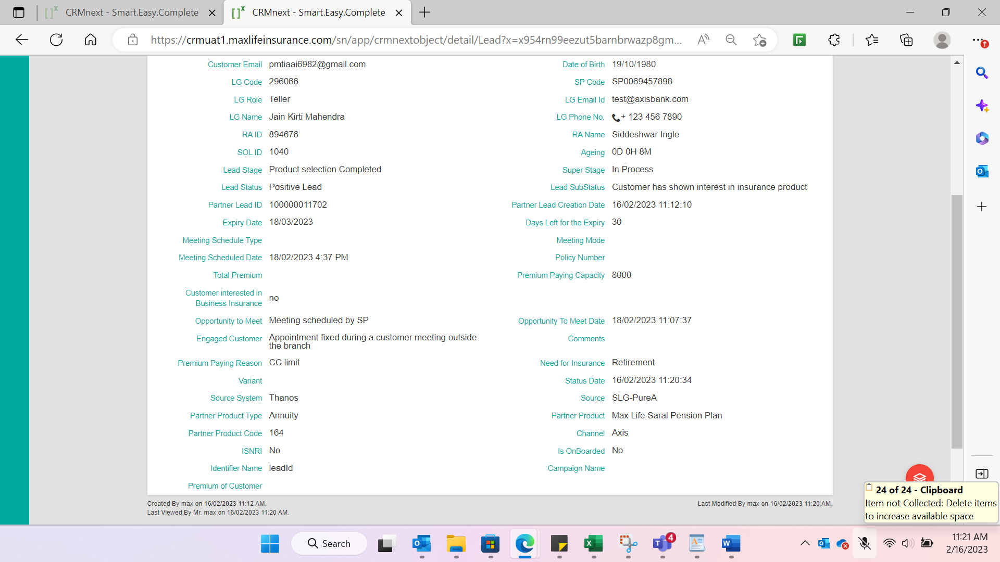 CRMnext - Smart.Easy.Complete
CRMnext - Smart.Easy.Complete
https://crmuat1.maxlifeinsurance.com/sn/app/crmnextobject/detail/Lead?x=x954rn99eezut5barnbrwazp8gm...
Customer Email pmtiaai6982@gmail.com Date of Birth 19/10/1980
LG Code 296066 SP Code SP0069457898
LG Role Teller LG Email Id test@axisbank.com
LG Name Jain Kirti Mahendra LG Phone No. + 123 456 7890
RA ID 894676 RA Name Siddeshwar Ingle
SOL ID 1040 Ageing 0D 0H 8M
Lead Stage Product selection Completed Super Stage In Process
Lead Status Positive Lead Lead SubStatus Customer has shown interest in insurance product
Partner Lead ID 100000011702 Partner Lead Creation Date 16/02/2023 11:12:10
Expiry Date 18/03/2023 Days Left for the Expiry 30
Meeting Schedule Type Meeting Mode
Meeting Scheduled Date 18/02/2023 4:37 PM Policy Number
Total Premium Premium Paying Capacity 8000
Customer interested in
Business Insurance no
Opportunity to Meet Meeting scheduled by SP Opportunity To Meet Date 18/02/2023 11:07:37
Engaged Customer Appointment fixed during a customer meeting outside
the branch
Comments
Premium Paying Reason CC limit Need for Insurance Retirement
Variant Status Date 16/02/2023 11:20:34
Source System Thanos Source SLG-PureA
Partner Product Type Annuity Partner Product Max Life Saral Pension Plan
Partner Product Code 164 Channel Axis
ISNRI No Is OnBoarded No
Identifier Name leadId Campaign Name
Premium of Customer
Created By max on 16/02/2023 11:12 AM. Last Modified By max on 16/02/2023 11:20 AM.
Last Viewed By Mr. max on 16/02/2023 11:20 AM.
24 of 24 - Clipboard
Item not Collected: Delete items
to increase available space
Search
4
11:21 AM
2/16/2023